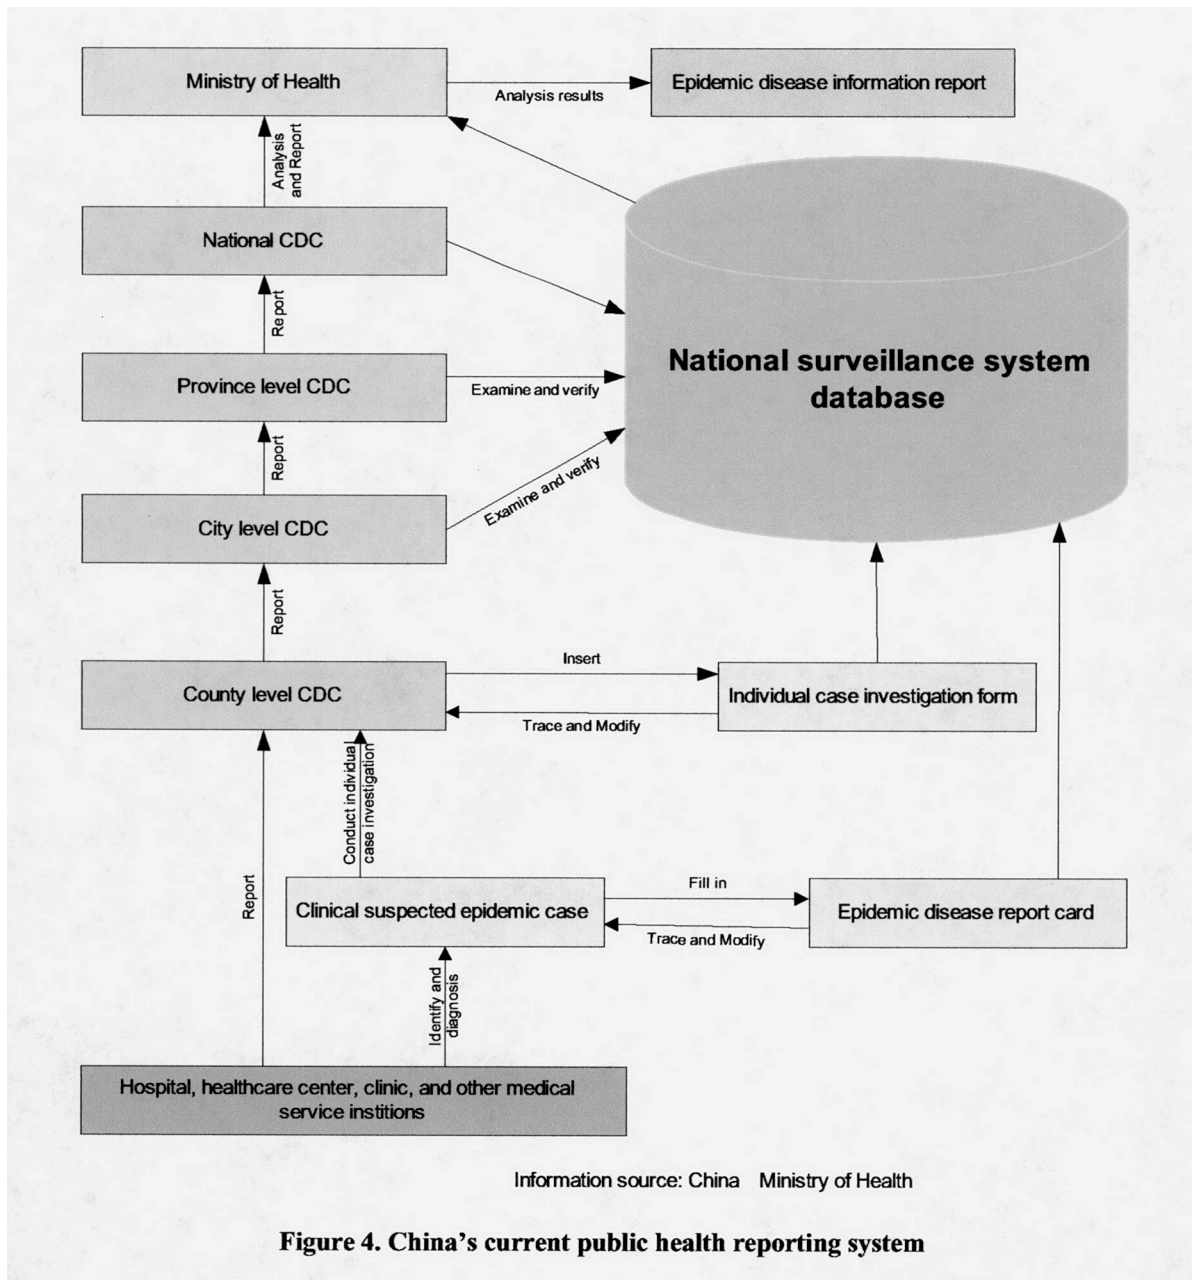 Ministry of Health
Analysis results
Epidemic disease information report
Analysis
and Report
National CDC
Report
National surveillance system
database
Province level CDC
Examine and verify
Report
City level CDC
Examine and verify
Report
County level CDC
Insert
Trace and Modify
Individual case investigation form
Conduct individual
case investigation
Report
Clinical suspected epidemic case
Fill in
Trace and Modify
Epidemic disease report card
Identify and
diagnosis
Hospital, healthcare center, clinic, and other medical
service institions
Information source: China Ministry of Health
Figure 4. China's current public health reporting system